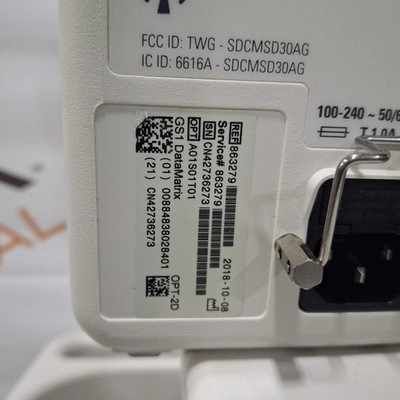 FCC ID: TWG - SDCMSD30AG
IC ID: 6616A - SDCMSD30AG
100-240 ~ 50/6
T 1.0A
REF 863279
Service# 863279
SN CN42736273
OPT A01S01T01
GS1 DataMatrix
(01) 00884838028401
(21) CN42736273
2018-10-08
OPT-2D
AL